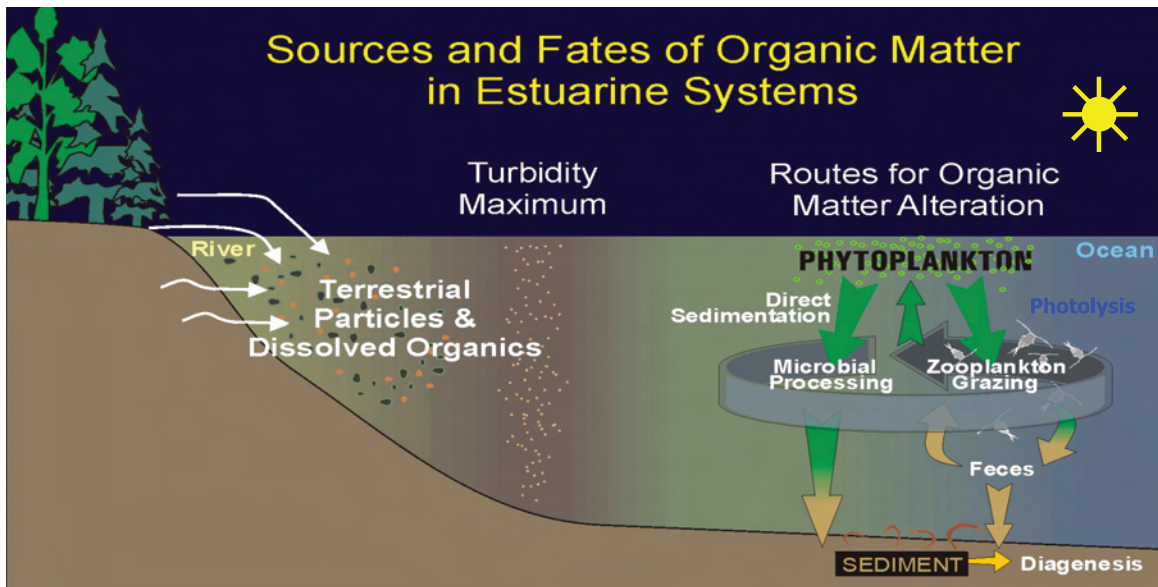 Sources and Fates of Organic Matter
in Estuarine Systems
Turbidity
Maximum
Routes for Organic
Matter Alteration
River
Ocean
PHYTOPLANKTON
Terrestrial
Particles &
Dissolved Organics
Direct
Sedimentation
Photolysis
Microbial
Processing
Zooplankton
Grazing
Feces
SEDIMENT
Diagenesis